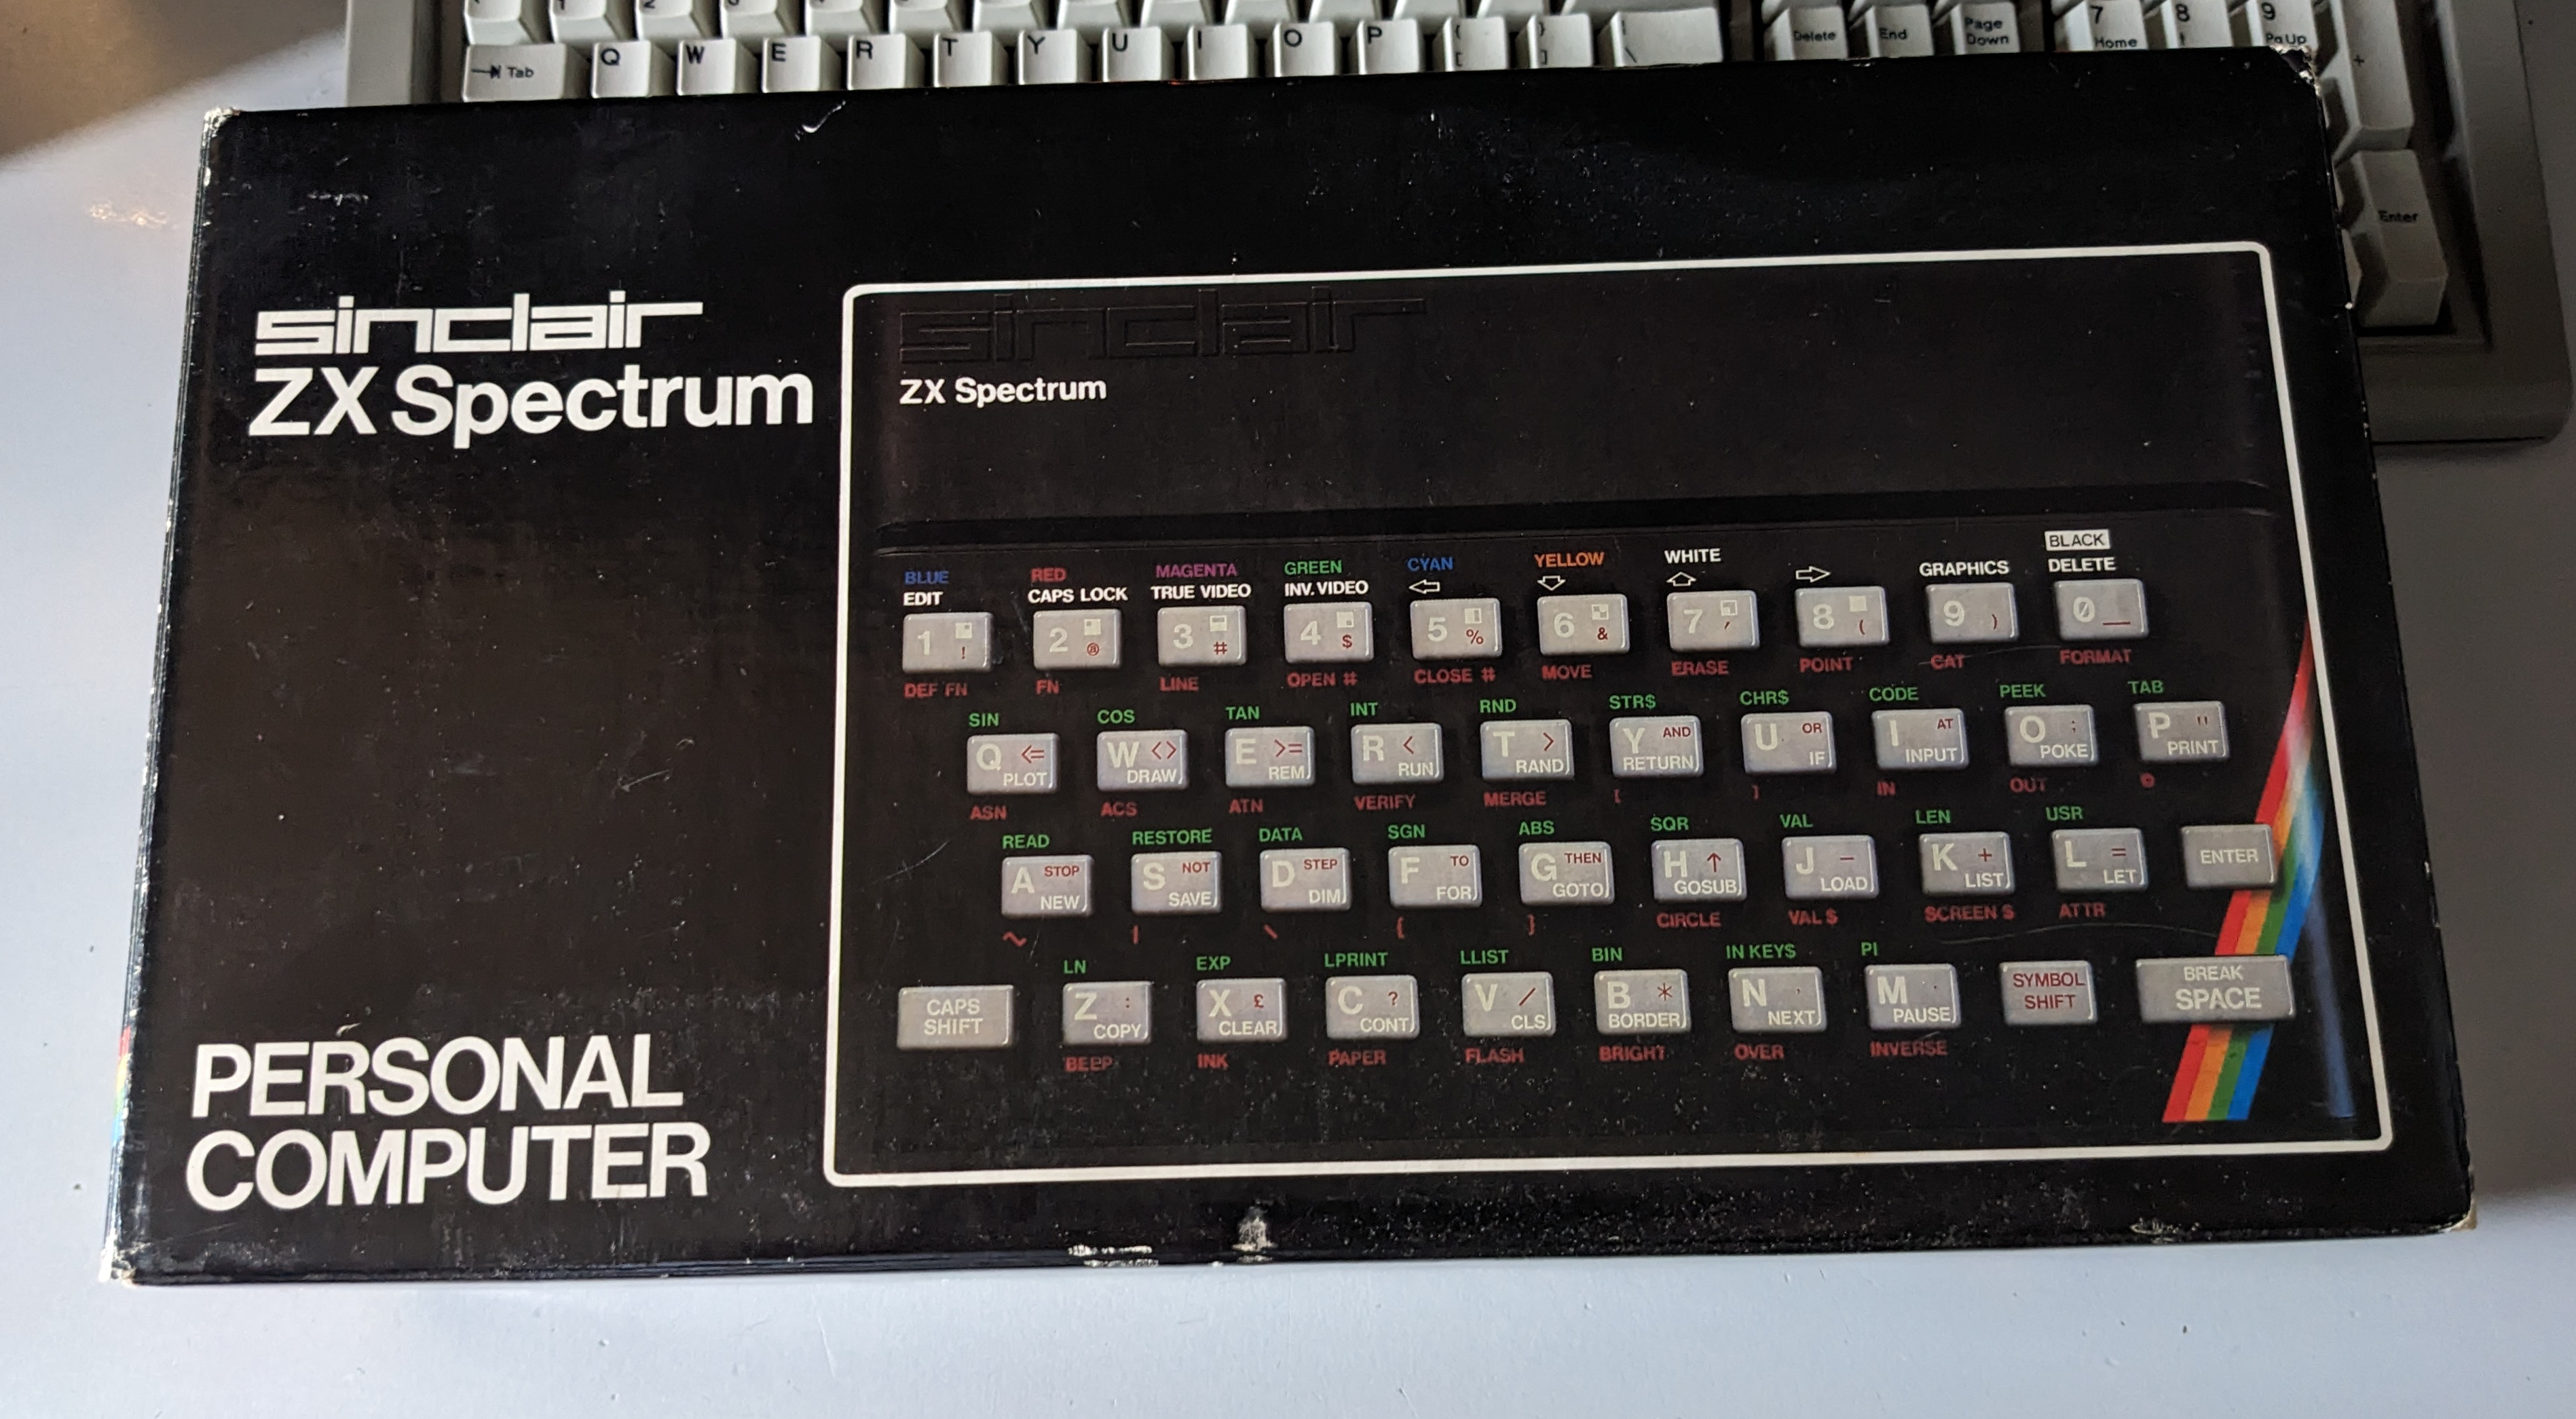 Tab Q W E R T Y U I O P { [ } ] | \ Delete End Page Down 7 Home 8 9 PgUp
+
Enter
sinclair
ZX Spectrum
PERSONAL
COMPUTER
sinclair
ZX Spectrum
BLUE RED MAGENTA GREEN CYAN YELLOW WHITE BLACK
EDIT CAPS LOCK TRUE VIDEO INV. VIDEO ⇦ ⇩ ⇧ ⇨ GRAPHICS DELETE
1 ! 2 @ 3 # 4 $ 5 % 6 & 7 ' 8 ( 9 ) 0 _
DEF FN FN LINE OPEN # CLOSE # MOVE ERASE POINT CAT FORMAT
SIN COS TAN INT RND STR$ CHR$ CODE PEEK TAB
Q <= PLOT W <> DRAW E >= REM R < RUN T > RAND Y AND RETURN U OR IF I AT INPUT O ; POKE P " PRINT
ASN ACS ATN VERIFY MERGE [ ] IN OUT ©
READ RESTORE DATA SGN ABS SQR VAL LEN USR
A STOP NEW S NOT SAVE D STEP DIM F TO FOR G THEN GOTO H ↑ GOSUB J − LOAD K + LIST L = LET ENTER
~ | \ { } CIRCLE VAL $ SCREEN $ ATTR
LN EXP LPRINT LLIST BIN IN KEY$ PI
CAPS SHIFT Z : COPY X £ CLEAR C ? CONT V / CLS B * BORDER N , NEXT M . PAUSE SYMBOL SHIFT BREAK SPACE
BEEP INK PAPER FLASH BRIGHT OVER INVERSE